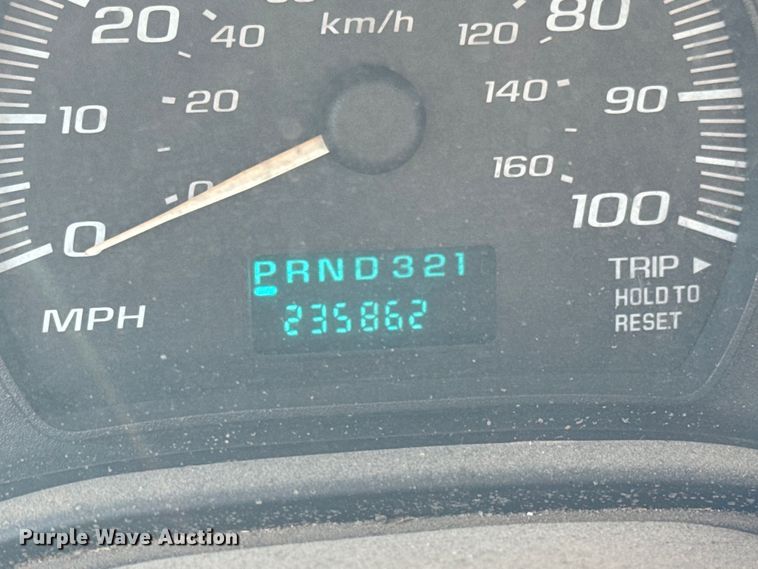 20 40 km/h 120 80
10 20 140 90
0 0 160 100
PRND321
235862
MPH
TRIP ▶
HOLD TO
RESET
Purple Wave Auction